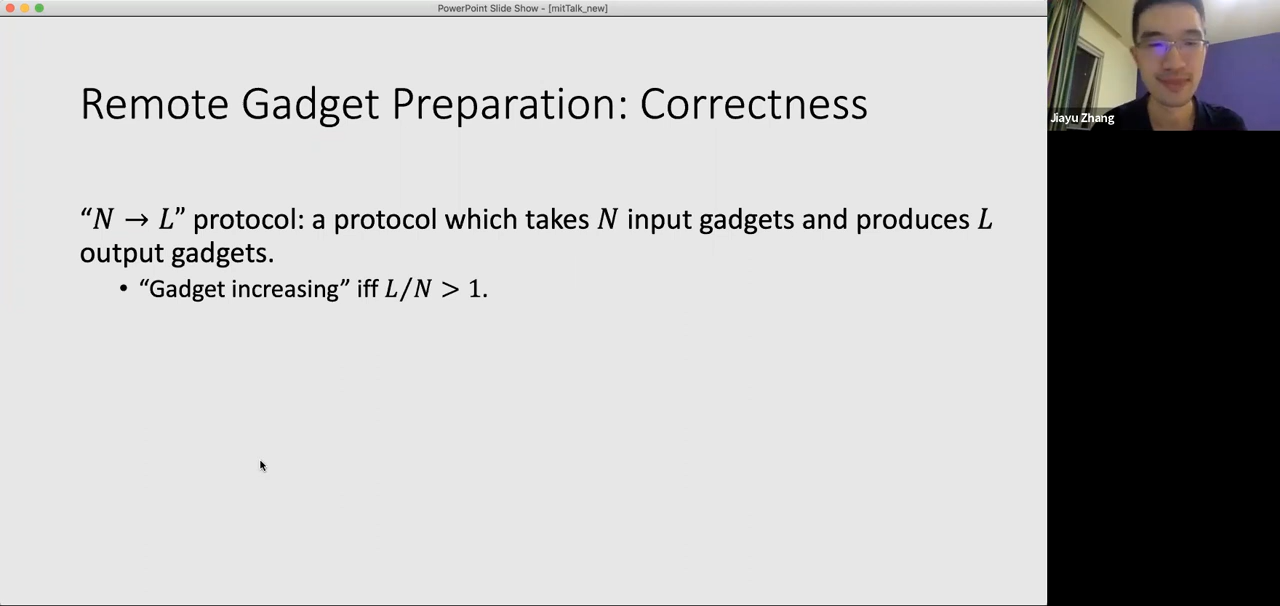 PowerPoint Slide Show - [mitTalk_new]
Remote Gadget Preparation: Correctness
Jiayu Zhang
“N → L” protocol: a protocol which takes N input gadgets and produces L
output gadgets.
• “Gadget increasing” iff L/N > 1.